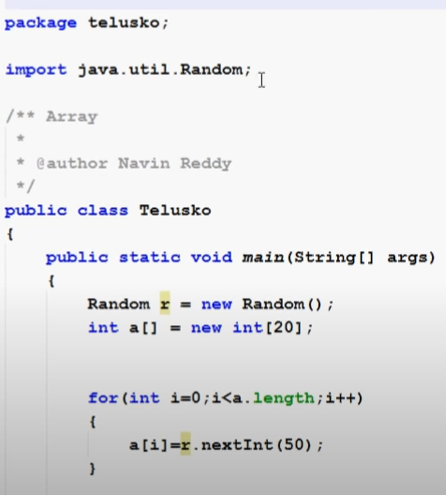 package telusko;
import java.util.Random;
/** Array
*
* @author Navin Reddy
*/
public class Telusko
{
public static void main(String[] args)
{
Random r = new Random();
int a[] = new int[20];
for(int i=0;i<a.length;i++)
{
a[i]=r.nextInt(50);
}